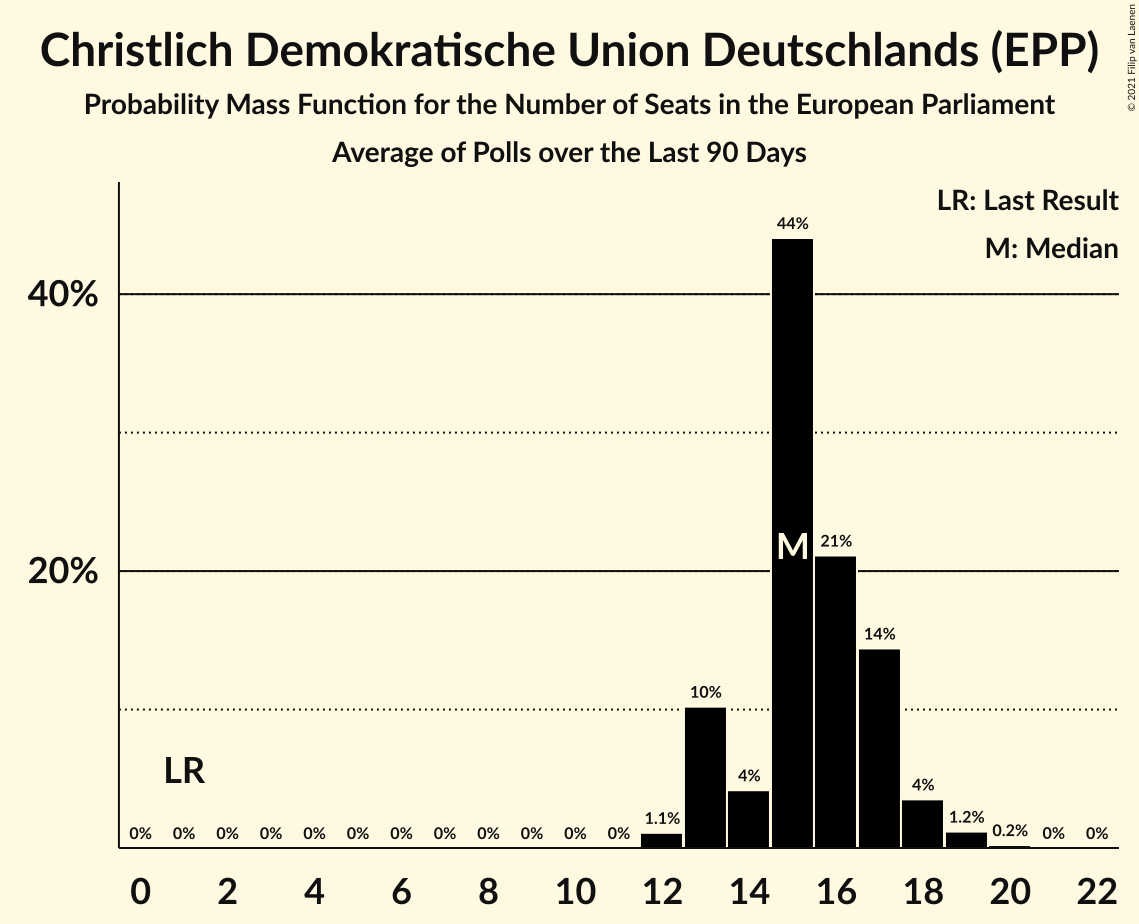 Christlich Demokratische Union Deutschlands (EPP)
Probability Mass Function for the Number of Seats in the European Parliament
Average of Polls over the Last 90 Days
© 2021 Filip van Laenen
LR: Last Result
M: Median
40%
20%
LR
M
0% 0% 0% 0% 0% 0% 0% 0% 0% 0% 0% 0% 1.1% 10% 4% 44% 21% 14% 4% 1.2% 0.2% 0% 0%
0 2 4 6 8 10 12 14 16 18 20 22